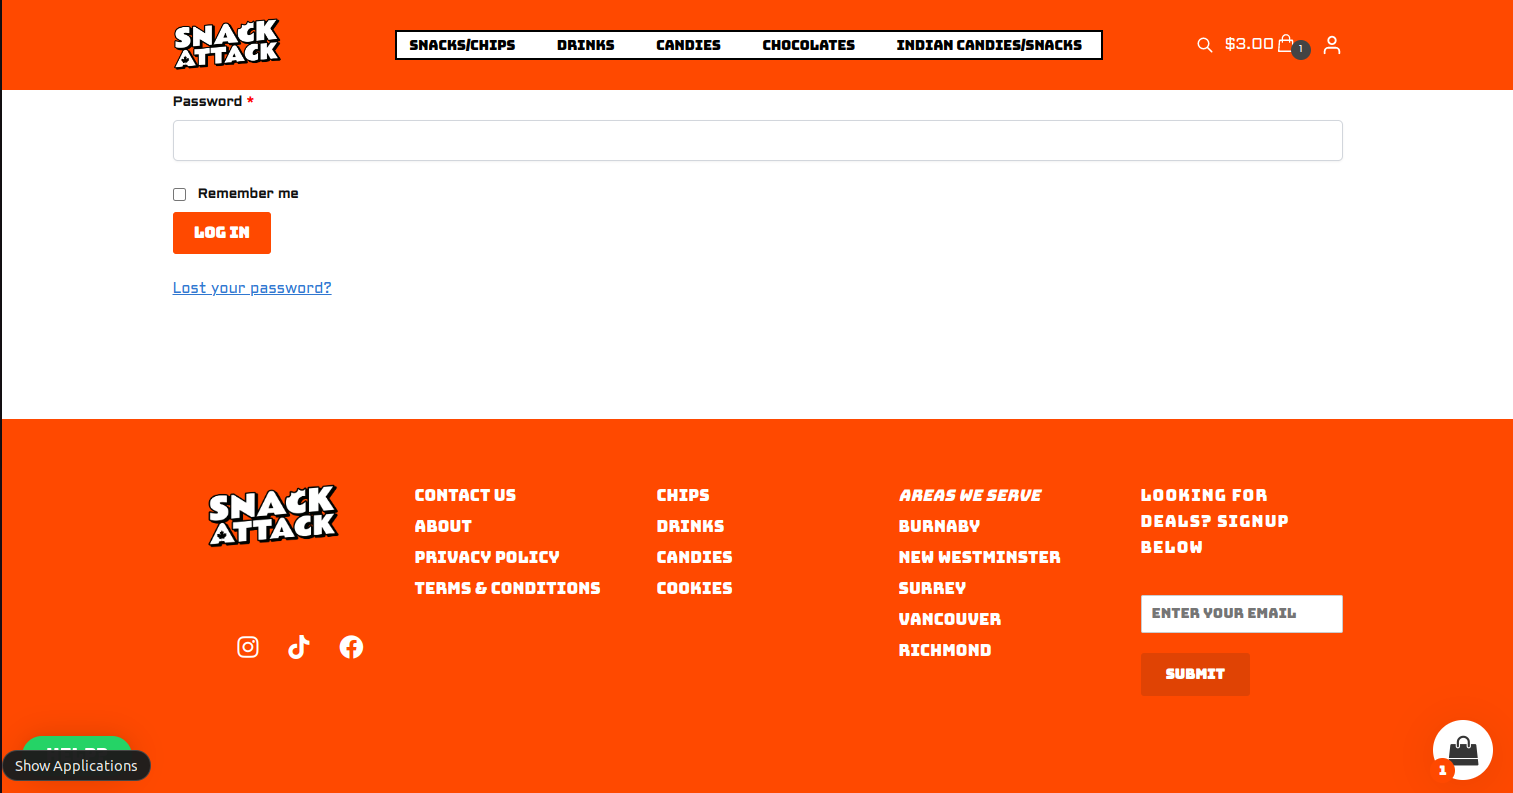 SNACK ATTACK
SNACKS/CHIPS DRINKS CANDIES CHOCOLATES INDIAN CANDIES/SNACKS
$3.00 1
Password *
Remember me
LOG IN
Lost your password?
SNACK ATTACK
CONTACT US
ABOUT
PRIVACY POLICY
TERMS & CONDITIONS
CHIPS
DRINKS
CANDIES
COOKIES
AREAS WE SERVE
BURNABY
NEW WESTMINSTER
SURREY
VANCOUVER
RICHMOND
LOOKING FOR
DEALS? SIGNUP
BELOW
ENTER YOUR EMAIL
SUBMIT
Show Applications
1